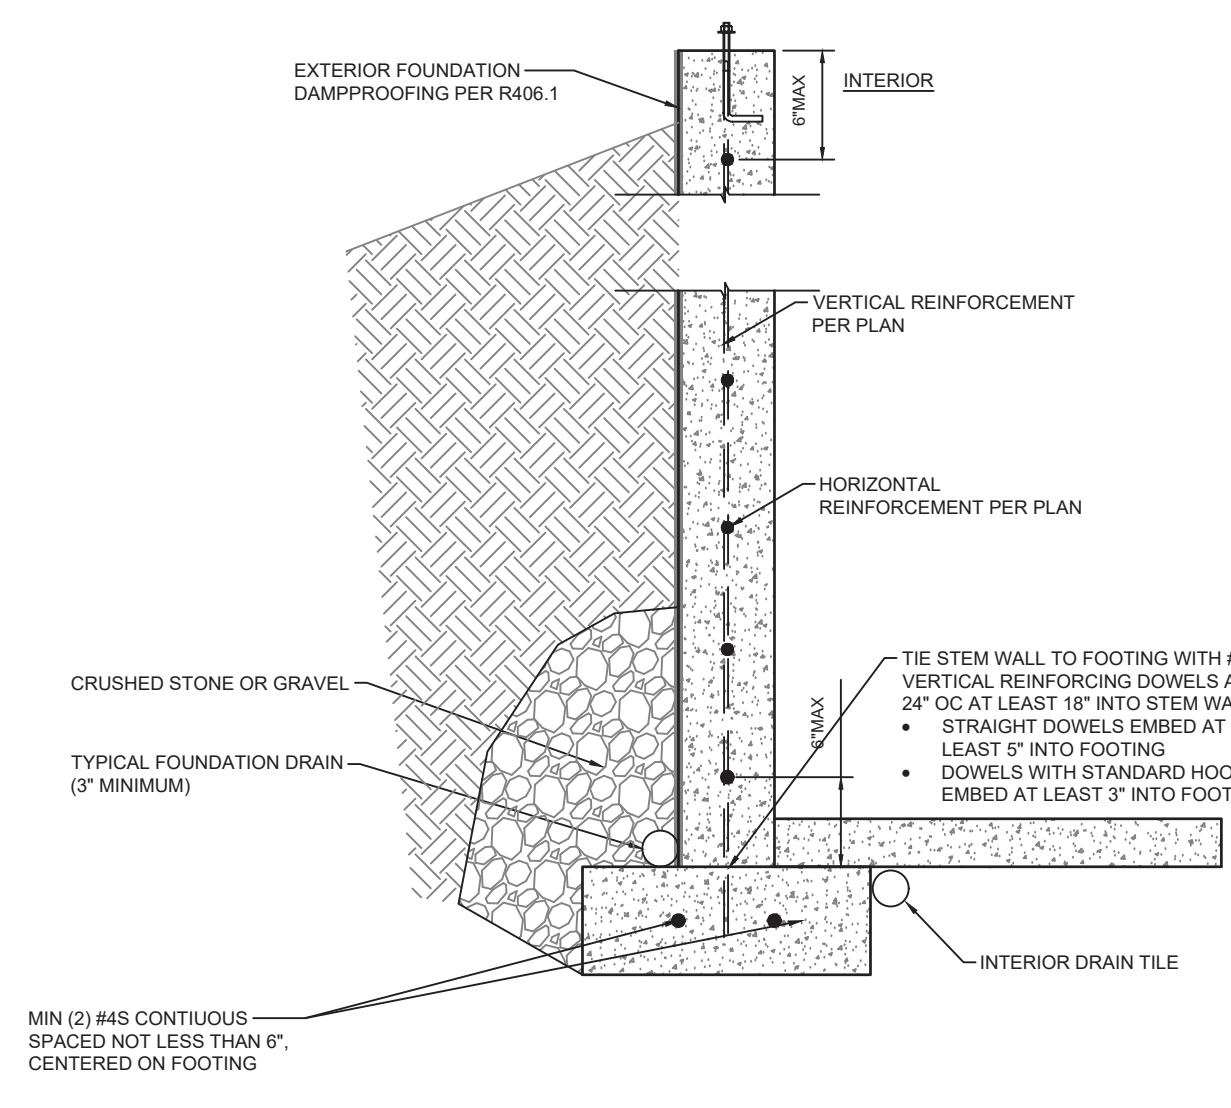 EXTERIOR FOUNDATION
DAMPPROOFING PER R406.1
6"MAX
INTERIOR
VERTICAL REINFORCEMENT
PER PLAN
HORIZONTAL
REINFORCEMENT PER PLAN
CRUSHED STONE OR GRAVEL
TYPICAL FOUNDATION DRAIN
(3" MINIMUM)
6"MAX
TIE STEM WALL TO FOOTING WITH #
VERTICAL REINFORCING DOWELS
24" OC AT LEAST 18" INTO STEM
• STRAIGHT DOWELS EMBED AT
LEAST 5" INTO FOOTING
• DOWELS WITH STANDARD
EMBED AT LEAST 3" INTO
INTERIOR DRAIN TILE
MIN (2) #4S CONTIUOUS
SPACED NOT LESS THAN 6",
CENTERED ON FOOTING